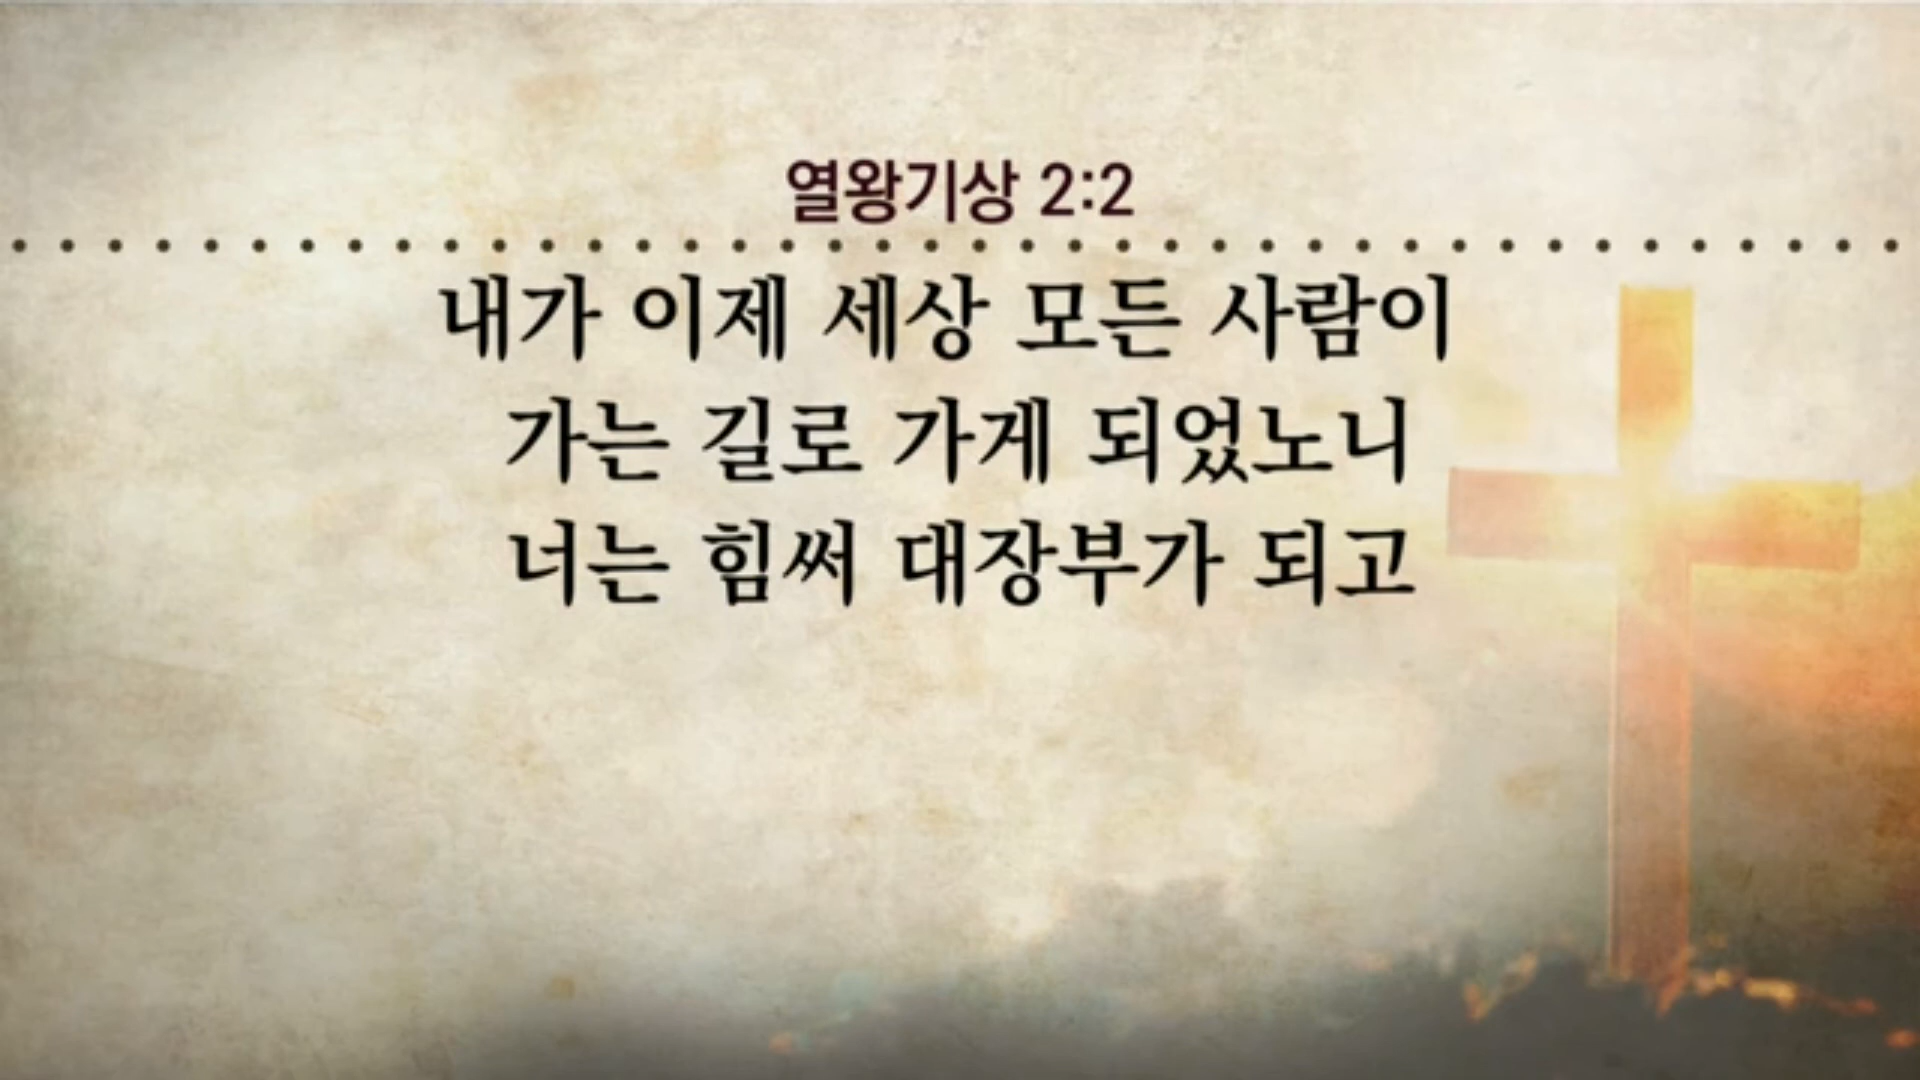 열왕기상 2:2
내가 이제 세상 모든 사람이
가는 길로 가게 되었노니
너는 힘써 대장부가 되고